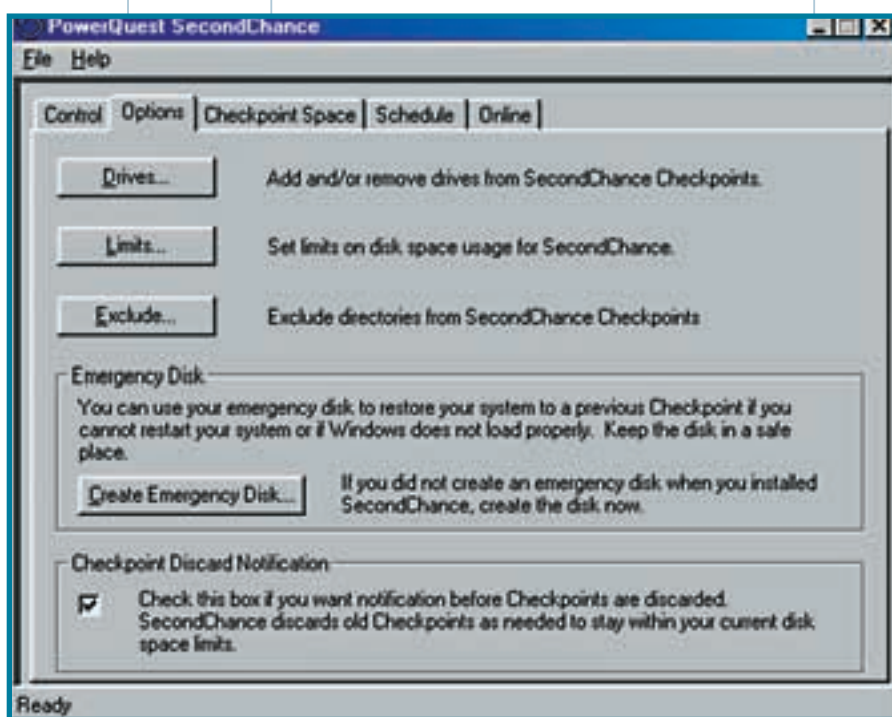 PowerQuest SecondChance
File Help
Control Options Checkpoint Space Schedule Online
Drives... Add and/or remove drives from SecondChance Checkpoints.
Limits... Set limits on disk space usage for SecondChance.
Exclude... Exclude directories from SecondChance Checkpoints
Emergency Disk
You can use your emergency disk to restore your system to a previous Checkpoint if you
cannot restart your system or if Windows does not load properly. Keep the disk in a safe
place.
Create Emergency Disk... If you did not create an emergency disk when you installed
SecondChance, create the disk now.
Checkpoint Discard Notification
Check this box if you want notification before Checkpoints are discarded.
SecondChance discards old Checkpoints as needed to stay within your current disk
space limits.
Ready